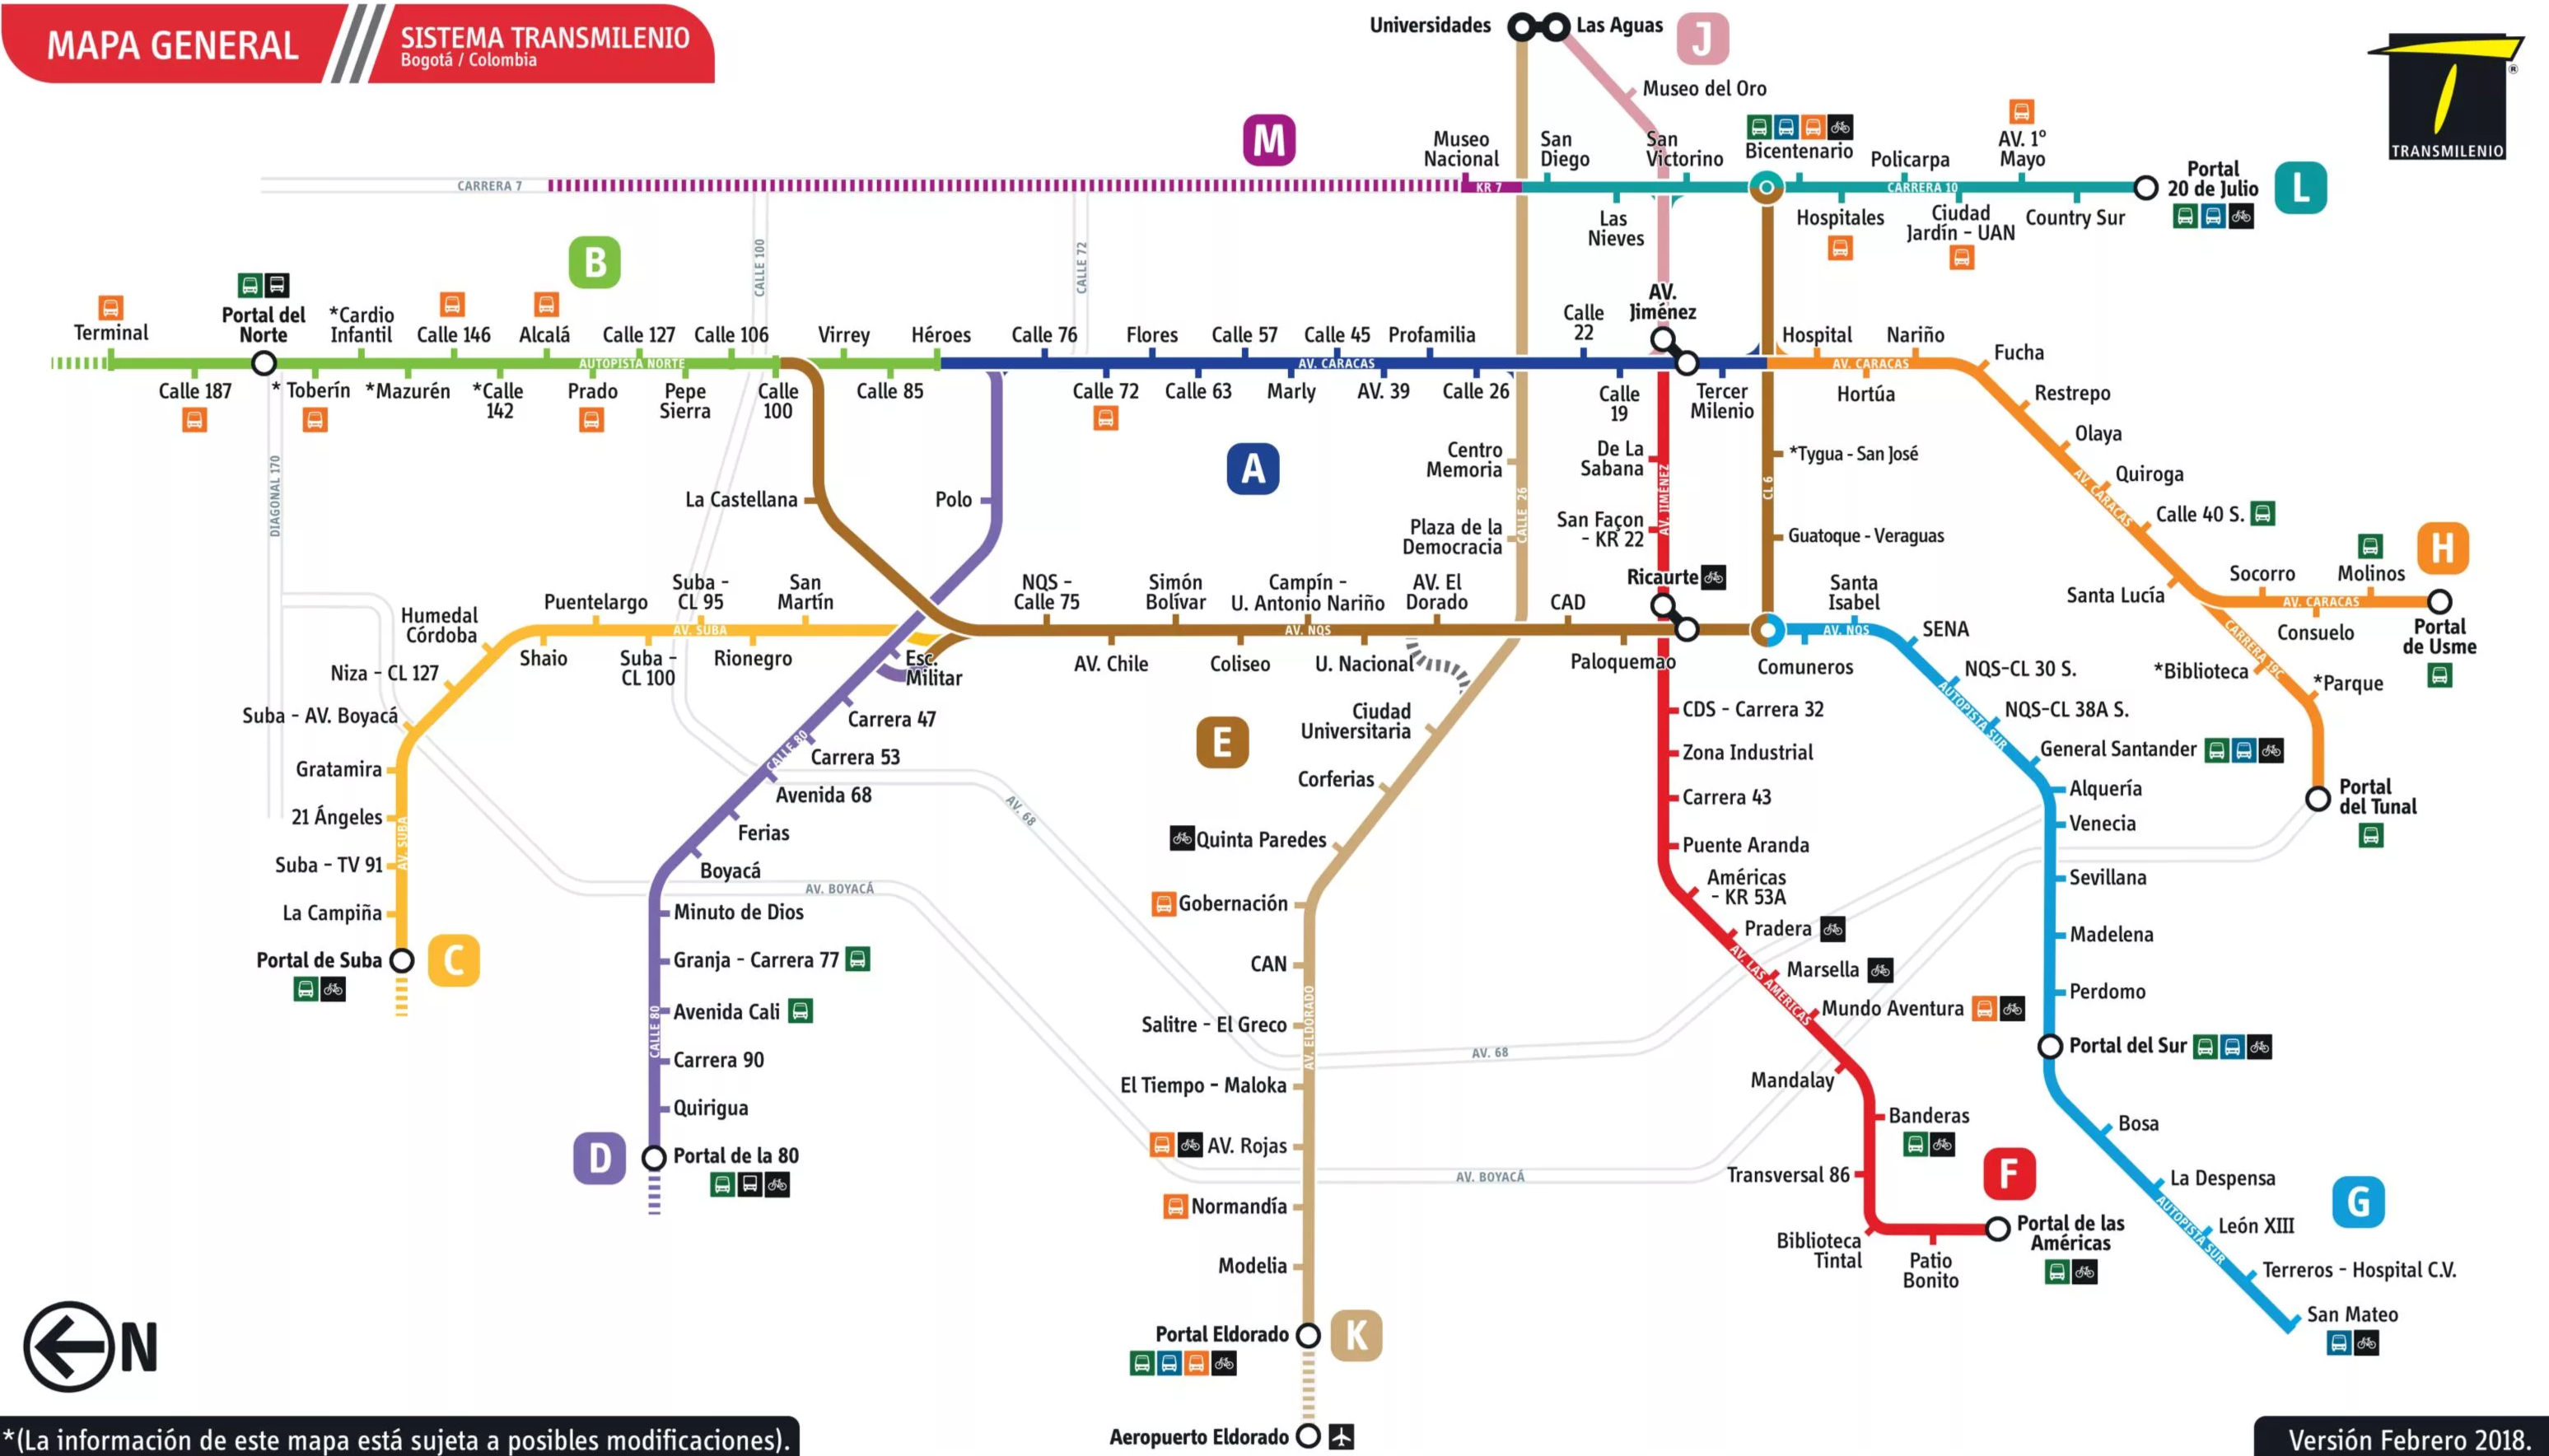 MAPA GENERAL
SISTEMA TRANSMILENIO
Bogotá / Colombia
Universidades
Las Aguas
J
Museo del Oro
TRANSMILENIO
®
M
Museo
Nacional
San
Diego
San
Victorino
Bicentenario
Policarpa
AV. 1°
Mayo
Portal
20 de Julio
L
CARRERA 7
KR 7
CARRERA 10
Las
Nieves
Hospitales
Ciudad
Jardín - UAN
Country Sur
B
CALLE 100
CALLE 72
Terminal
Portal del
Norte
*Cardio
Infantil
Calle 146
Alcalá
Calle 127
Calle 106
Virrey
Héroes
Calle 76
Flores
Calle 57
Calle 45
Profamilia
Calle
22
AV.
Jiménez
Hospital
Nariño
Fucha
AUTOPISTA NORTE
AV. CARACAS
AV. CARACAS
Calle 187
* Toberín
*Mazurén
*Calle
142
Prado
Pepe
Sierra
Calle
100
Calle 85
Calle 72
Calle 63
Marly
AV. 39
Calle 26
Calle
19
Tercer
Milenio
Hortúa
Restrepo
Olaya
Quiroga
AV. CARACAS
Calle 40 S.
Santa Lucía
Socorro
Molinos
H
AV. CARACAS
Consuelo
Portal
de Usme
CARRERA 19C
*Biblioteca
*Parque
Portal
del Tunal
DIAGONAL 170
La Castellana
Polo
A
Centro
Memoria
Plaza de la
Democracia
CALLE 26
De La
Sabana
San Façon
- KR 22
AV. JIMÉNEZ
Ricaurte
CL 6
*Tygua - San José
Guatoque - Veraguas
Humedal
Córdoba
Puentelargo
Suba -
CL 95
San
Martín
NQS -
Calle 75
Simón
Bolívar
Campín -
U. Antonio Nariño
AV. El
Dorado
CAD
Santa
Isabel
SENA
AV. SUBA
AV. NQS
AV. NQS
Niza - CL 127
Shaio
Suba -
CL 100
Rionegro
Esc.
Militar
AV. Chile
Coliseo
U. Nacional
Paloquemao
Comuneros
NQS-CL 30 S.
AUTOPISTA SUR
NQS-CL 38A S.
General Santander
Suba - AV. Boyacá
Gratamira
21 Ángeles
AV. SUBA
Suba - TV 91
La Campiña
Portal de Suba
C
Carrera 47
CALLE 80
Carrera 53
Avenida 68
Ferias
Boyacá
AV. 68
AV. BOYACÁ
Minuto de Dios
Granja - Carrera 77
Avenida Cali
CALLE 80
Carrera 90
Quirigua
D
Portal de la 80
E
Ciudad
Universitaria
Corferias
Quinta Paredes
Gobernación
CAN
Salitre - El Greco
AV. ELDORADO
AV. 68
El Tiempo - Maloka
AV. Rojas
AV. BOYACÁ
Normandía
Modelia
Portal Eldorado
K
Aeropuerto Eldorado
CDS - Carrera 32
Zona Industrial
Carrera 43
Puente Aranda
Américas
- KR 53A
Pradera
AV. LAS AMÉRICAS
Marsella
Mundo Aventura
Mandalay
Banderas
Transversal 86
F
Biblioteca
Tintal
Patio
Bonito
Portal de las
Américas
Alquería
Venecia
Sevillana
Madelena
Perdomo
Portal del Sur
Bosa
La Despensa
AUTOPISTA SUR
León XIII
G
Terreros - Hospital C.V.
San Mateo
N
*(La información de este mapa está sujeta a posibles modificaciones).
Versión Febrero 2018.